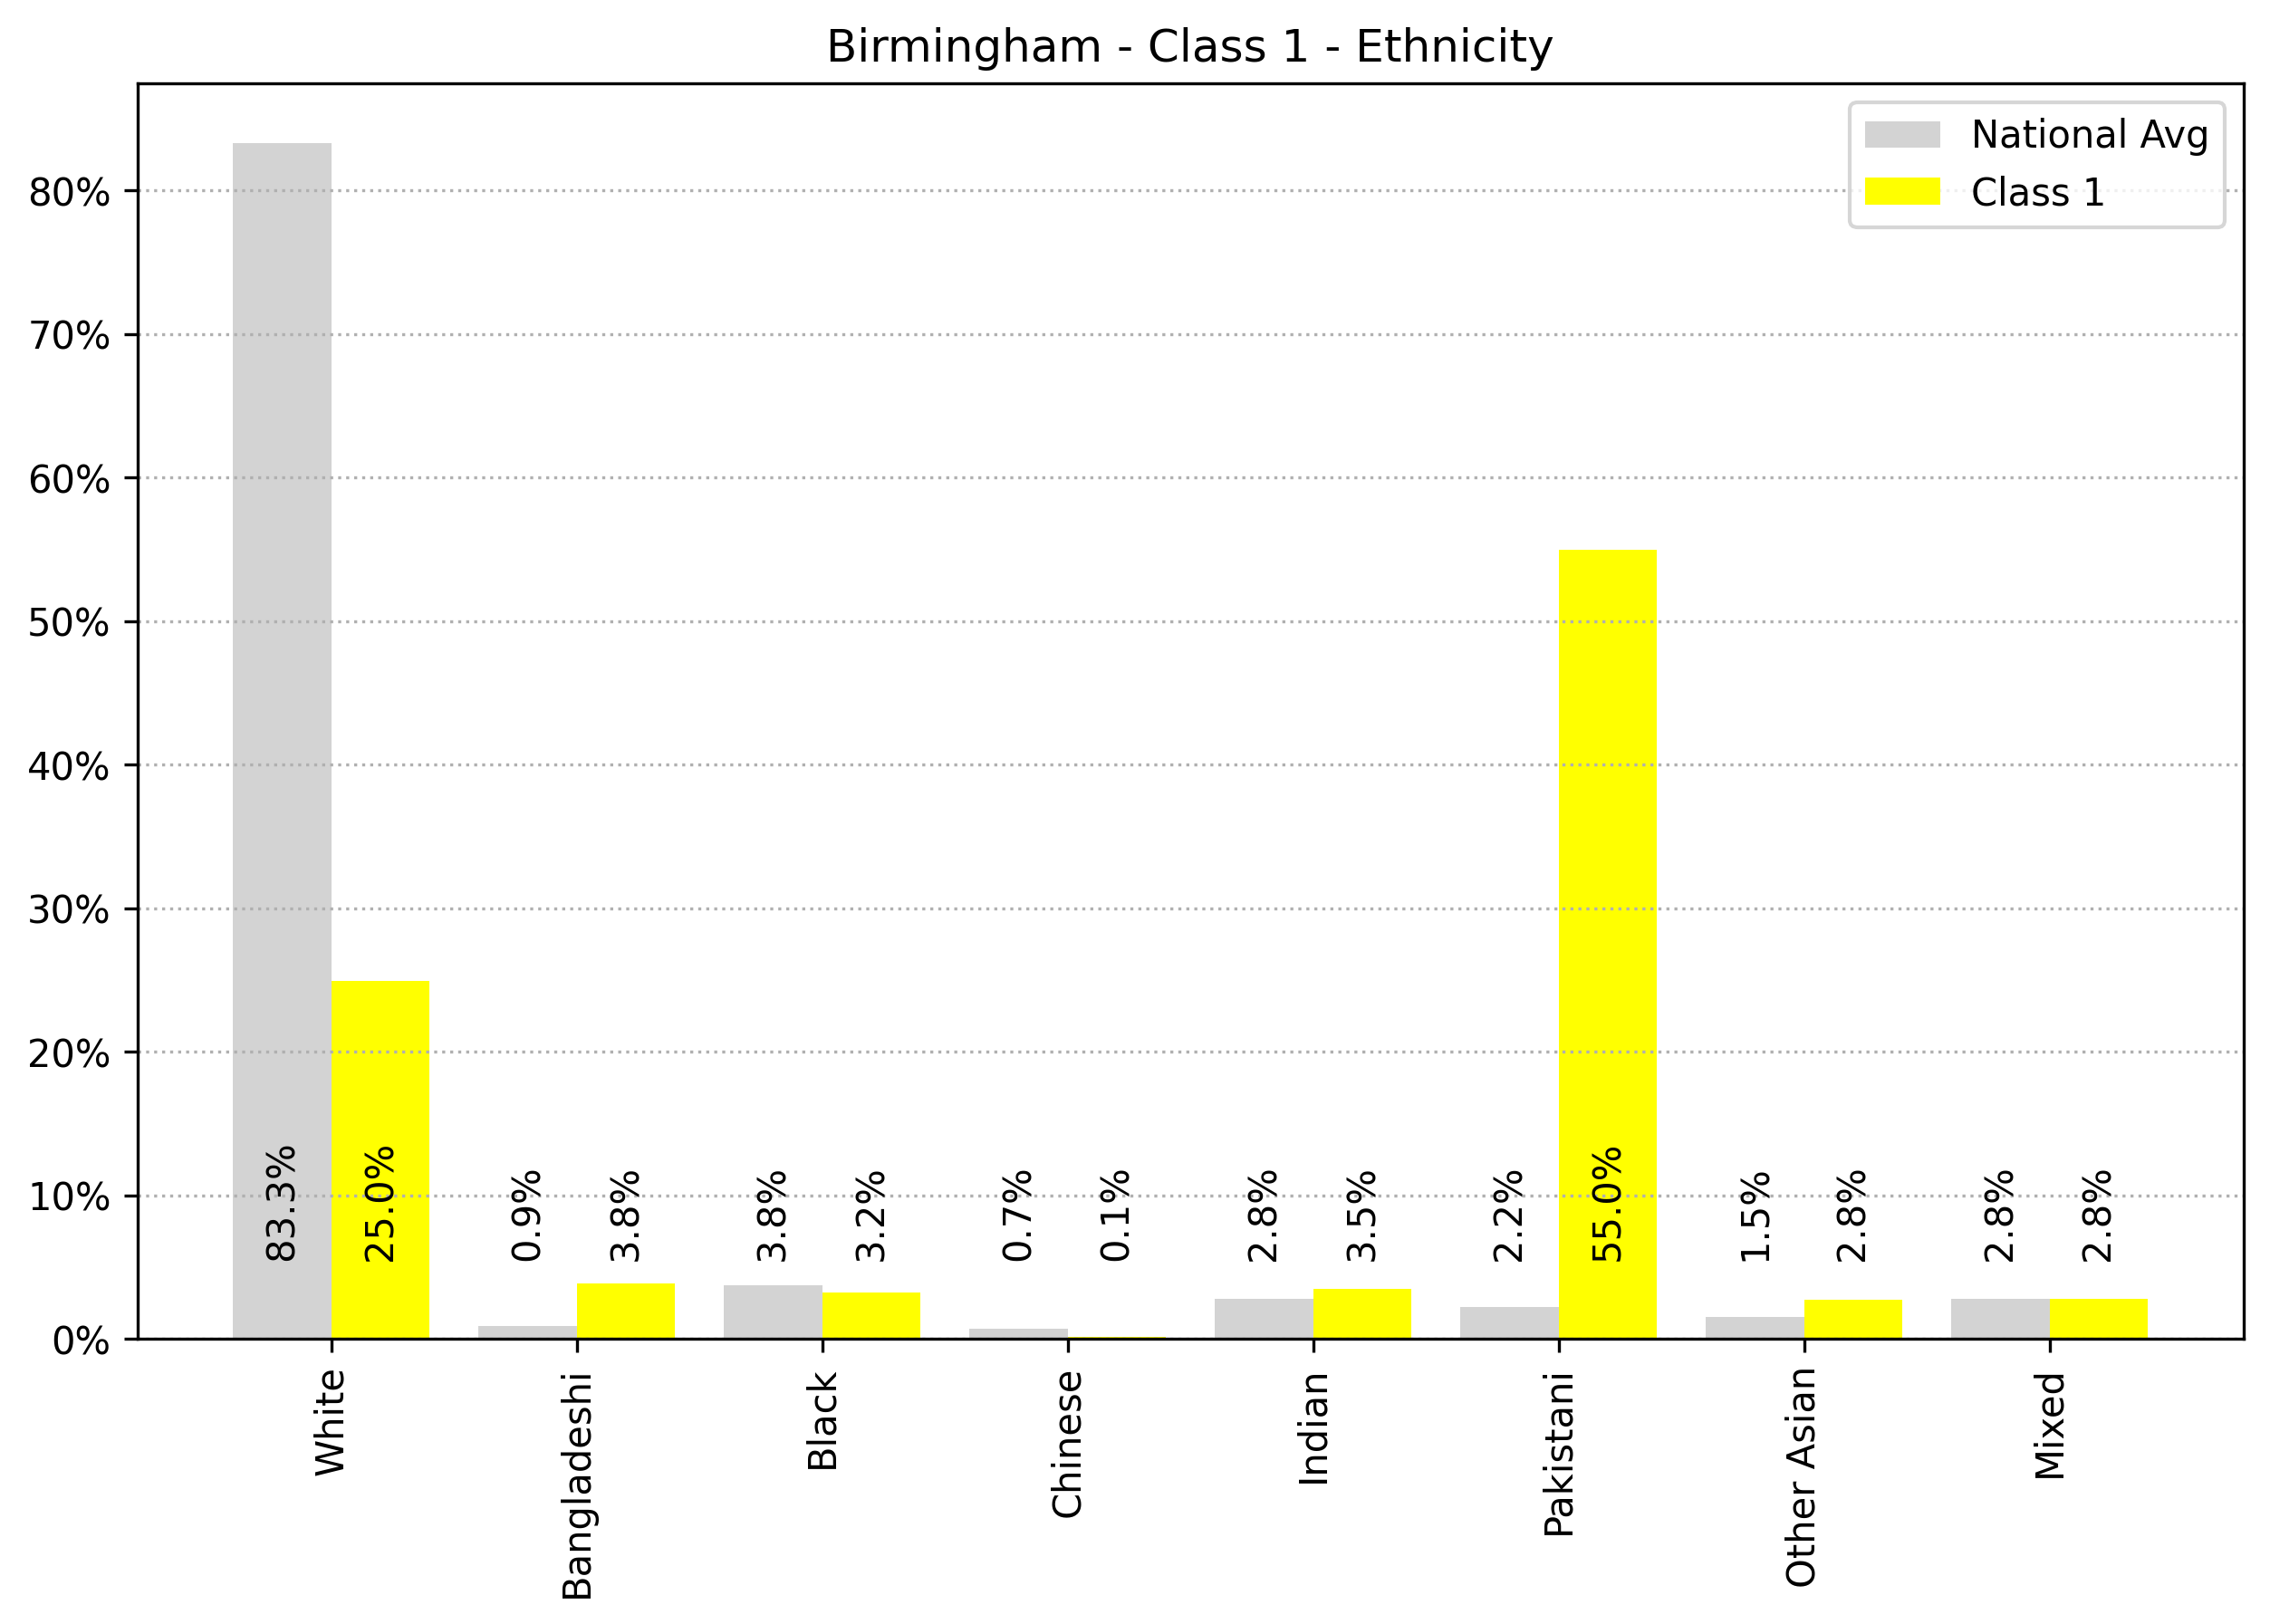 Birmingham - Class 1 - Ethnicity
National Avg
Class 1
80%
70%
60%
50%
40%
30%
20%
10%
0%
83.3%
25.0%
0.9%
3.8%
3.8%
3.2%
0.7%
0.1%
2.8%
3.5%
2.2%
55.0%
1.5%
2.8%
2.8%
2.8%
White
Bangladeshi
Black
Chinese
Indian
Pakistani
Other Asian
Mixed